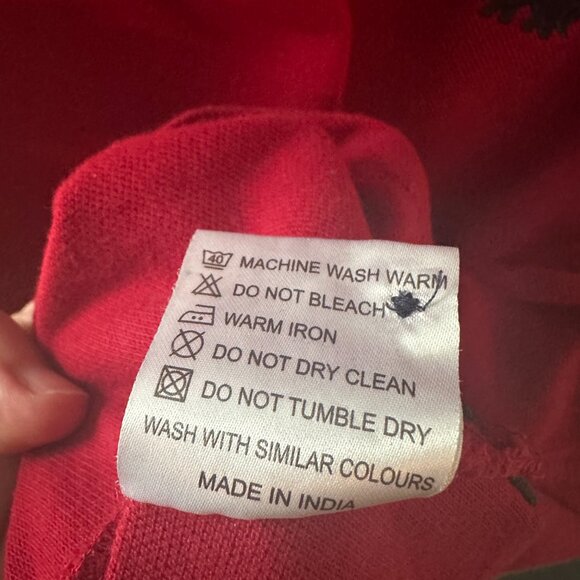 40 MACHINE WASH WARM
DO NOT BLEACH
WARM IRON
DO NOT DRY CLEAN
DO NOT TUMBLE DRY
WASH WITH SIMILAR COLOURS
MADE IN INDIA